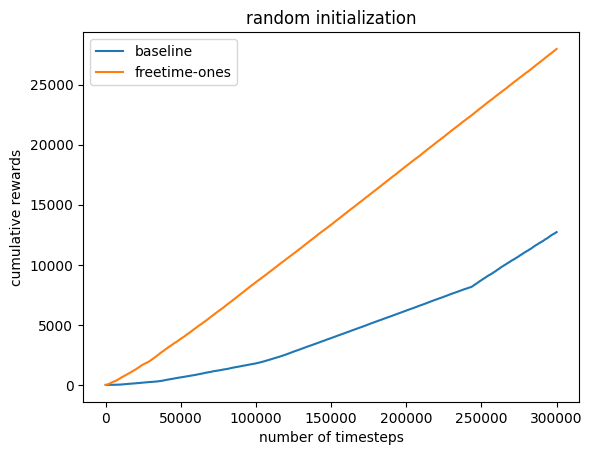 random initialization
baseline
freetime-ones
cumulative rewards
25000
20000
15000
10000
5000
0
0
50000
100000
150000
200000
250000
300000
number of timesteps